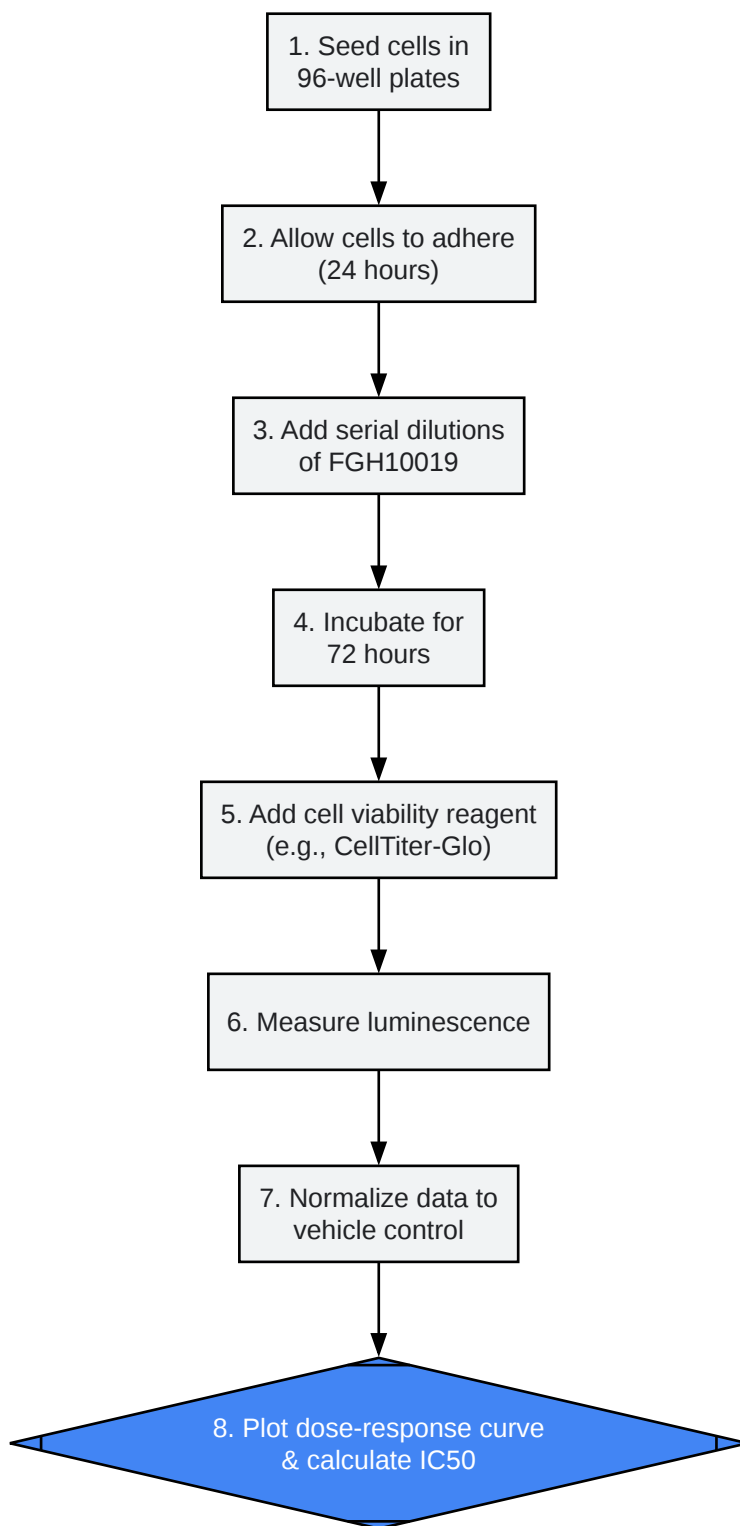 1. Seed cells in
96-well plates
2. Allow cells to adhere
(24 hours)
3. Add serial dilutions
of FGH10019
4. Incubate for
72 hours
5. Add cell viability reagent
(e.g., CellTiter-Glo)
6. Measure luminescence
7. Normalize data to
vehicle control
8. Plot dose-response curve
& calculate IC50